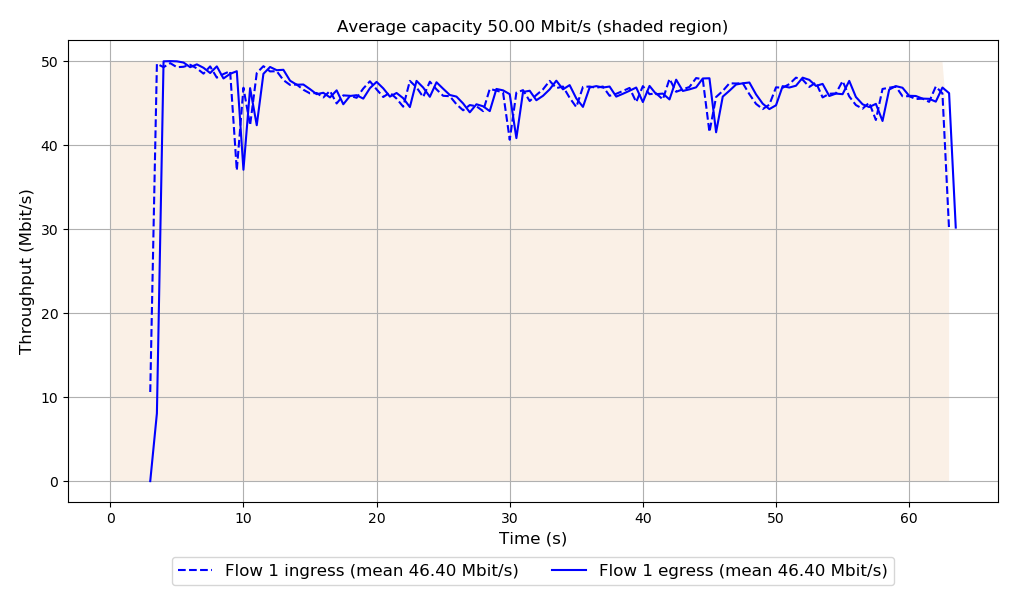 Average capacity 50.00 Mbit/s (shaded region)
Throughput (Mbit/s)
50
40
30
20
10
0
0 10 20 30 40 50 60
Time (s)
Flow 1 ingress (mean 46.40 Mbit/s) Flow 1 egress (mean 46.40 Mbit/s)